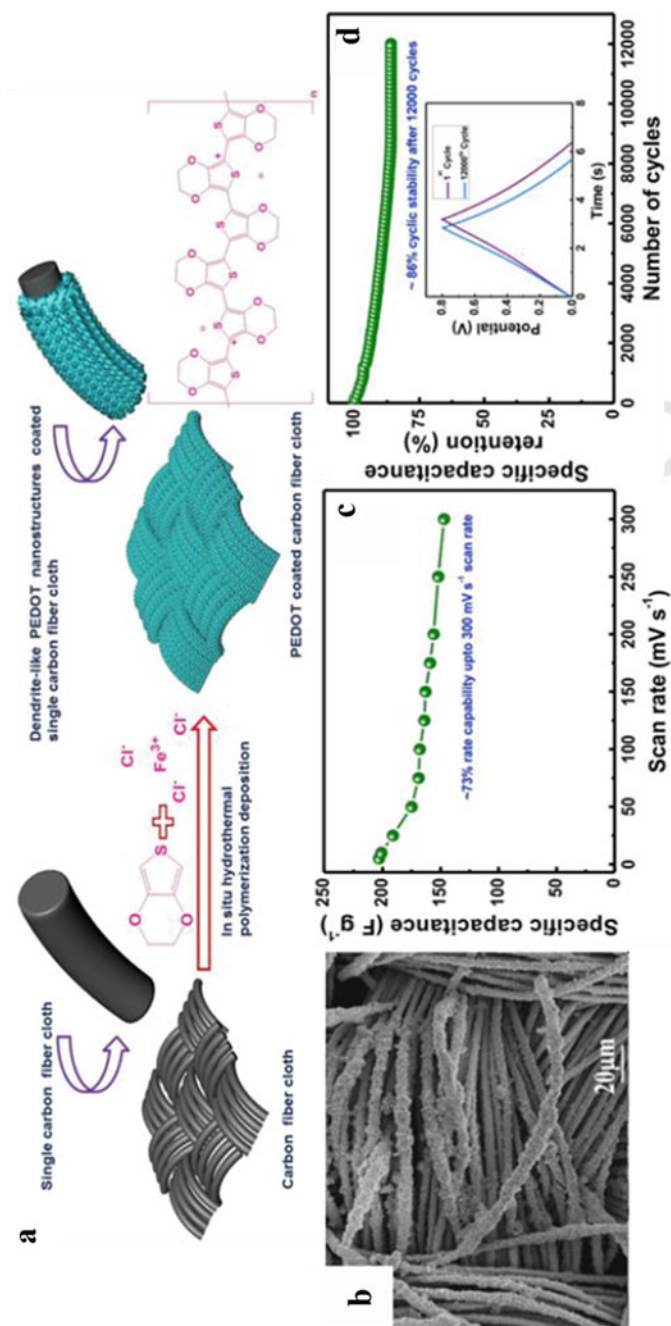 a
Single carbon fiber cloth
Carbon fiber cloth
O
O
S
Cl-
Fe3+
Cl-
Cl-
In situ hydrothermal
polymerization deposition
Dendrite-like PEDOT nanostructures coated
single carbon fiber cloth
PEDOT coated carbon fiber cloth
O O O O O O
S S + S S S + S
O O O O O O
n
b
20μm
c
Specific capacitance (F g-1)
250
200
150
100
50
0
~73% rate capability upto 300 mV s-1 scan rate
0 50 100 150 200 250 300
Scan rate (mV s-1)
d
Specific capacitance
retention (%)
100
75
50
25
0
~ 86% cyclic stability after 12000 cycles
1st Cycle
12000th Cycle
Potential (V)
0.8
0.6
0.4
0.2
0.0
0 2 4 6 8
Time (s)
0 2000 4000 6000 8000 10000 12000
Number of cycles